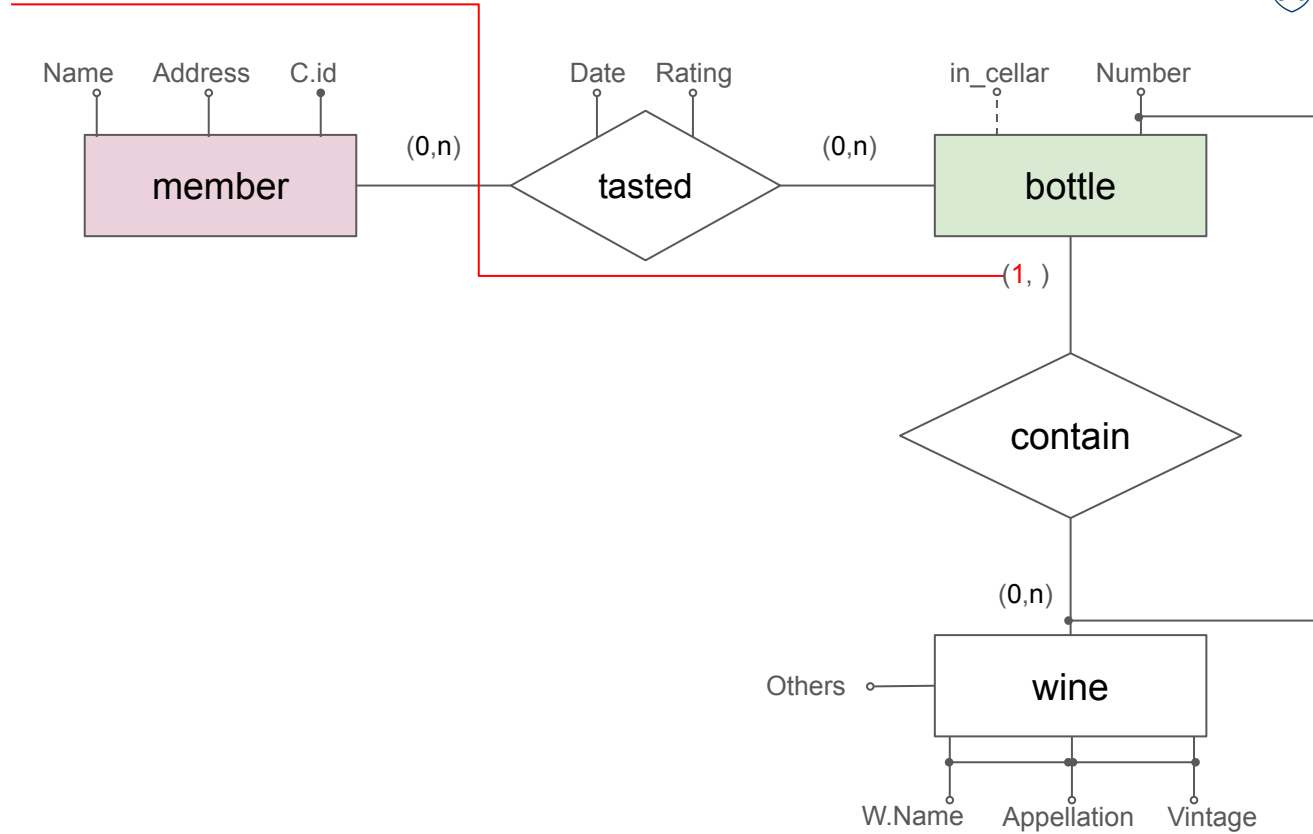 Name Address C.id Date Rating in_cellar Number
(0,n) (0,n)
member tasted bottle
(1, )
contain
(0,n)
Others wine
W.Name Appellation Vintage